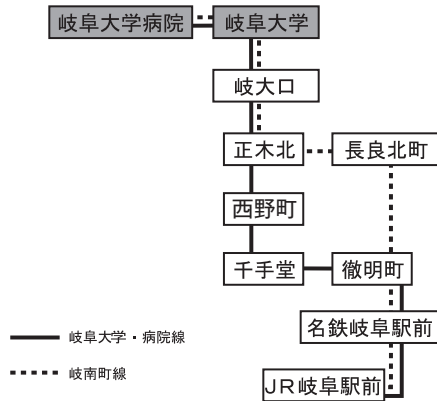 岐阜大学病院 岐阜大学
岐大口
正木北 長良北町
西野町
千手堂 徹明町
名鉄岐阜駅前
JR岐阜駅前
岐阜大学・病院線
岐南町線